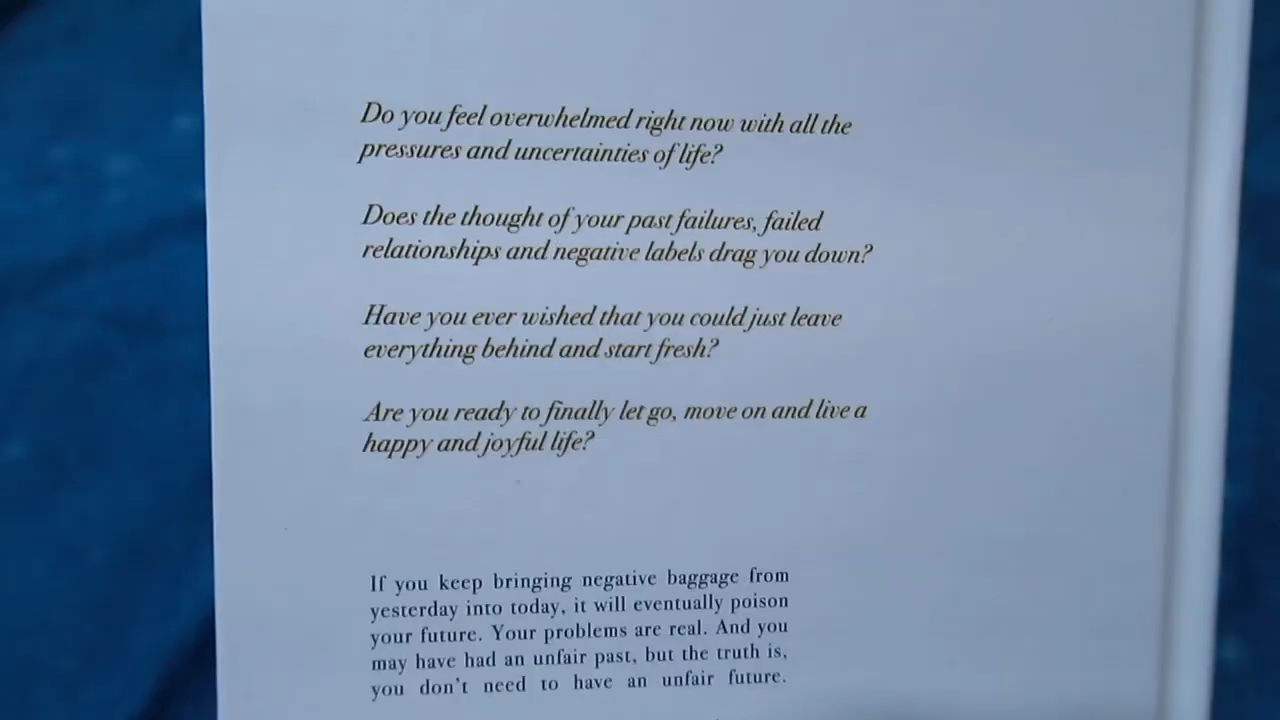 Do you feel overwhelmed right now with all the
pressures and uncertainties of life?
Does the thought of your past failures, failed
relationships and negative labels drag you down?
Have you ever wished that you could just leave
everything behind and start fresh?
Are you ready to finally let go, move on and live a
happy and joyful life?
If you keep bringing negative baggage from
yesterday into today, it will eventually poison
your future. Your problems are real. And you
may have had an unfair past, but the truth is,
you don't need to have an unfair future.